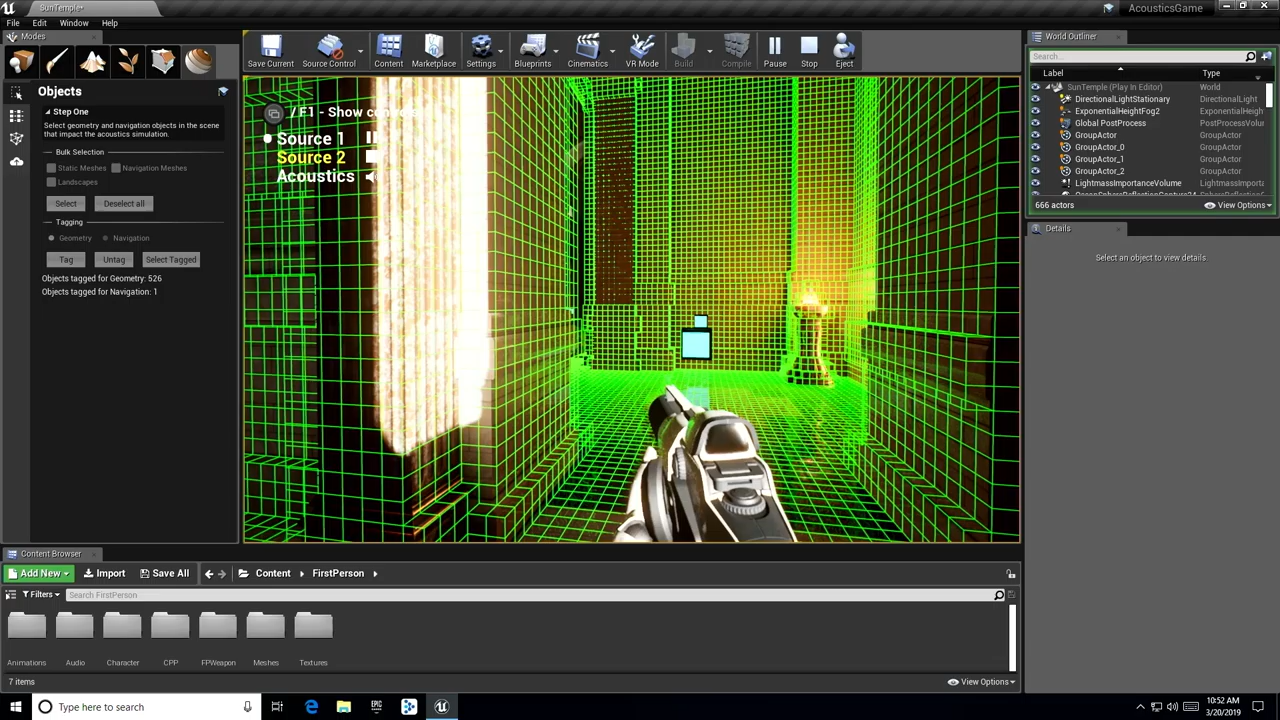 SunTemple*
AcousticsGame
File Edit Window Help
Modes
Save Current
Source Control
Content
Marketplace
Settings
Blueprints
Cinematics
VR Mode
Build
Compile
Pause
Stop
Eject
World Outliner
Search...
Label Type
SunTemple (Play In Editor) World
DirectionalLightStationary DirectionalLight
ExponentialHeightFog2
Global PostProcess
GroupActor GroupActor
GroupActor_0 GroupActor
GroupActor_1 GroupActor
GroupActor_2 GroupActor
LightmassImportanceVolume
666 actors
View Options
Details
Select an object to view details.
Objects
Step One
Select geometry and navigation objects in the scene
that impact the acoustics simulation.
Bulk Selection
Static Meshes Navigation Meshes
Landscapes
Select Deselect all
Tagging
Geometry Navigation
Tag Untag Select Tagged
Objects tagged for Geometry: 526
Objects tagged for Navigation: 1
/ F1 - Show
Source 1
Source 2
Acoustics
Content Browser
Add New Import Save All Content FirstPerson
Filters Search FirstPerson
Animations Audio Character CPP FPWeapon Meshes Textures
7 items
View Options
Type here to search
EPIC
10:52 AM
3/20/2019